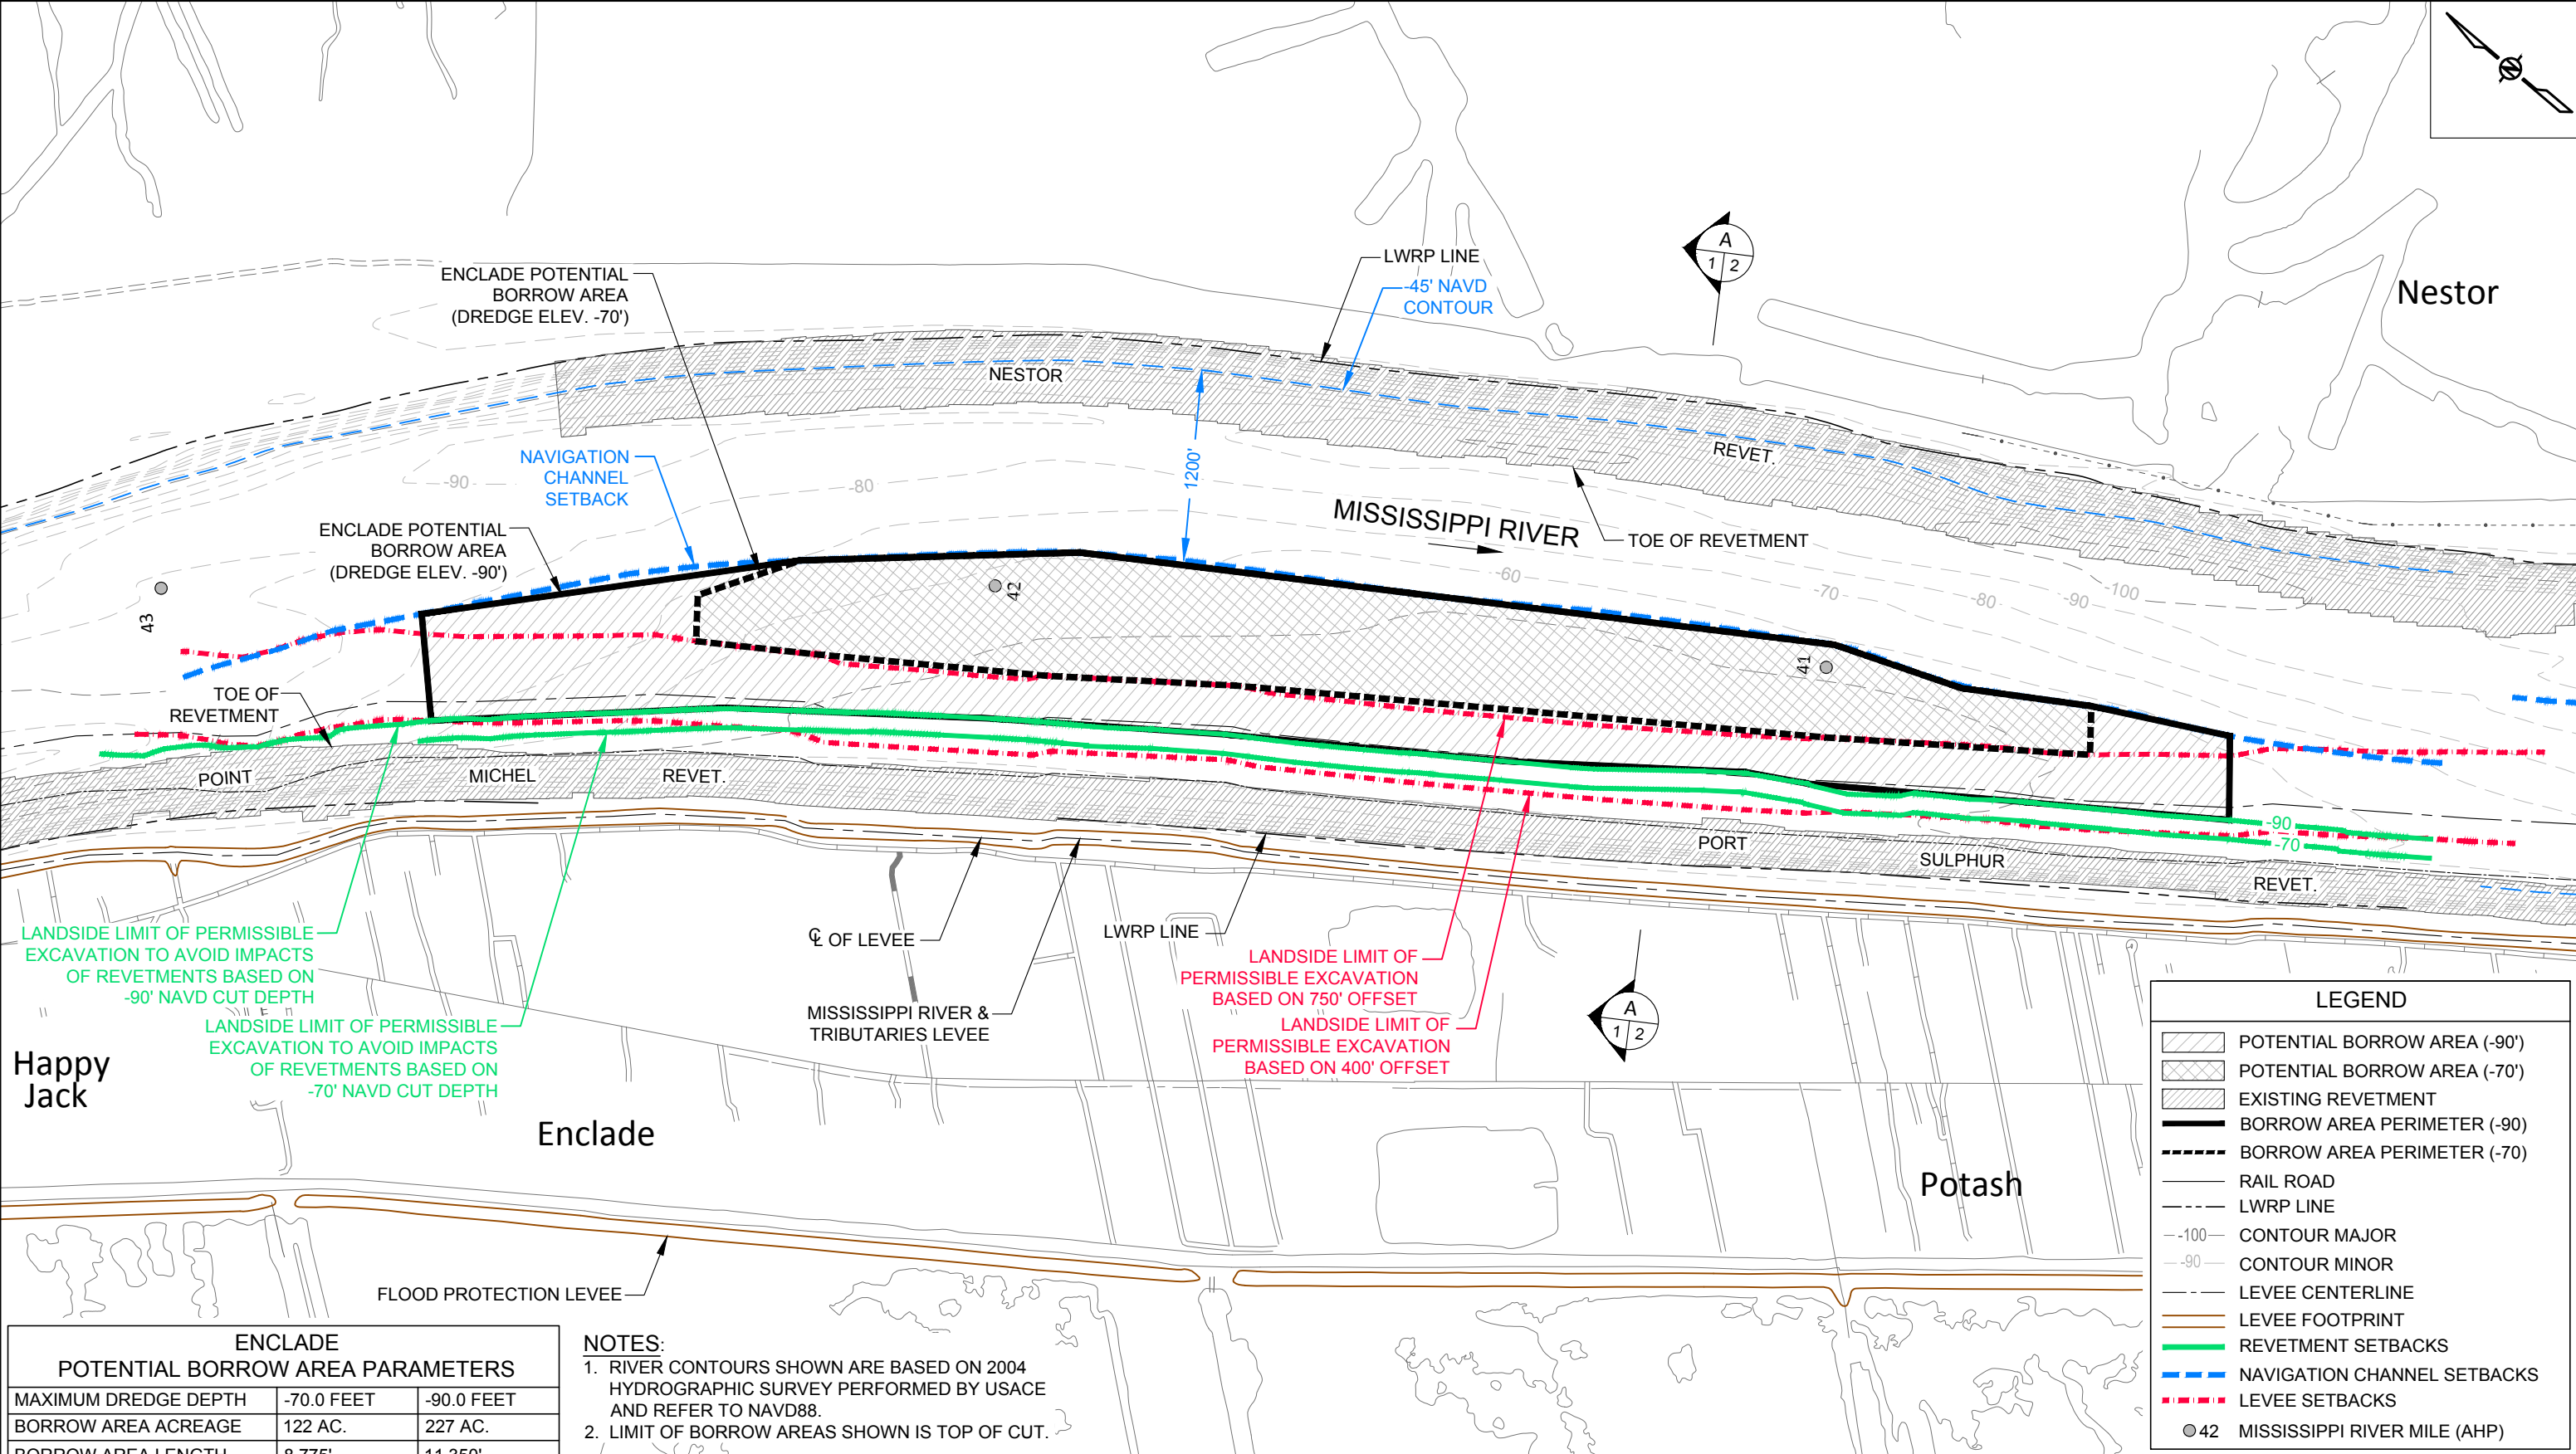 ENCLADE POTENTIAL
BORROW AREA
(DREDGE ELEV. -70')
LWRP LINE
-45' NAVD
CONTOUR
A
1 2
Nestor
N
NESTOR
REVET.
NAVIGATION
CHANNEL
SETBACK
-90
-80
1200'
MISSISSIPPI RIVER
TOE OF REVETMENT
ENCLADE POTENTIAL
BORROW AREA
(DREDGE ELEV. -90')
-60
-70
-80
-90
-100
43
42
41
TOE OF
REVETMENT
POINT
MICHEL
REVET.
PORT
SULPHUR
REVET.
-90
-70
LANDSIDE LIMIT OF PERMISSIBLE
EXCAVATION TO AVOID IMPACTS
OF REVETMENTS BASED ON
-90' NAVD CUT DEPTH
LANDSIDE LIMIT OF PERMISSIBLE
EXCAVATION TO AVOID IMPACTS
OF REVETMENTS BASED ON
-70' NAVD CUT DEPTH
℄ OF LEVEE
MISSISSIPPI RIVER &
TRIBUTARIES LEVEE
LWRP LINE
LANDSIDE LIMIT OF
PERMISSIBLE EXCAVATION
BASED ON 750' OFFSET
LANDSIDE LIMIT OF
PERMISSIBLE EXCAVATION
BASED ON 400' OFFSET
A
1 2
Happy
Jack
Enclade
Potash
FLOOD PROTECTION LEVEE
ENCLADE
POTENTIAL BORROW AREA PARAMETERS
MAXIMUM DREDGE DEPTH -70.0 FEET -90.0 FEET
BORROW AREA ACREAGE 122 AC. 227 AC.
BORROW AREA LENGTH 8,775' 11,350'
NOTES:
1. RIVER CONTOURS SHOWN ARE BASED ON 2004
HYDROGRAPHIC SURVEY PERFORMED BY USACE
AND REFER TO NAVD88.
2. LIMIT OF BORROW AREAS SHOWN IS TOP OF CUT.
LEGEND
POTENTIAL BORROW AREA (-90')
POTENTIAL BORROW AREA (-70')
EXISTING REVETMENT
BORROW AREA PERIMETER (-90)
BORROW AREA PERIMETER (-70)
RAIL ROAD
LWRP LINE
-100 CONTOUR MAJOR
-90 CONTOUR MINOR
LEVEE CENTERLINE
LEVEE FOOTPRINT
REVETMENT SETBACKS
NAVIGATION CHANNEL SETBACKS
LEVEE SETBACKS
42 MISSISSIPPI RIVER MILE (AHP)